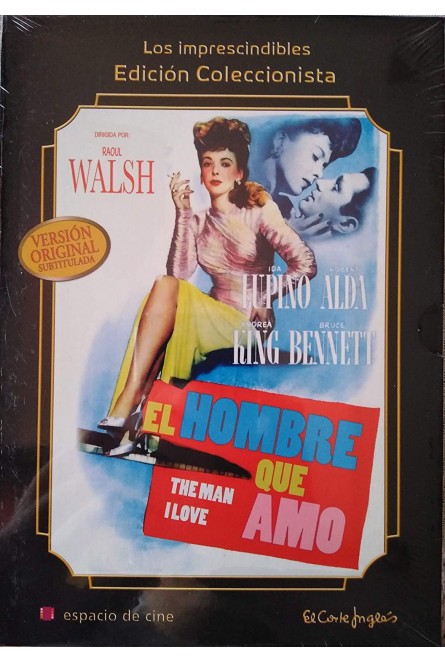 Los imprescindibles
Edición Coleccionista
DIRIGIDA POR
RAOUL
WALSH
VERSIÓN
ORIGINAL
SUBTITULADA
IDA ROBERT
LUPINO ALDA
ANDREA BRUCE
KING BENNETT
EL HOMBRE
QUE
THE MAN
I LOVE
AMO
espacio de cine
El Corte Inglés